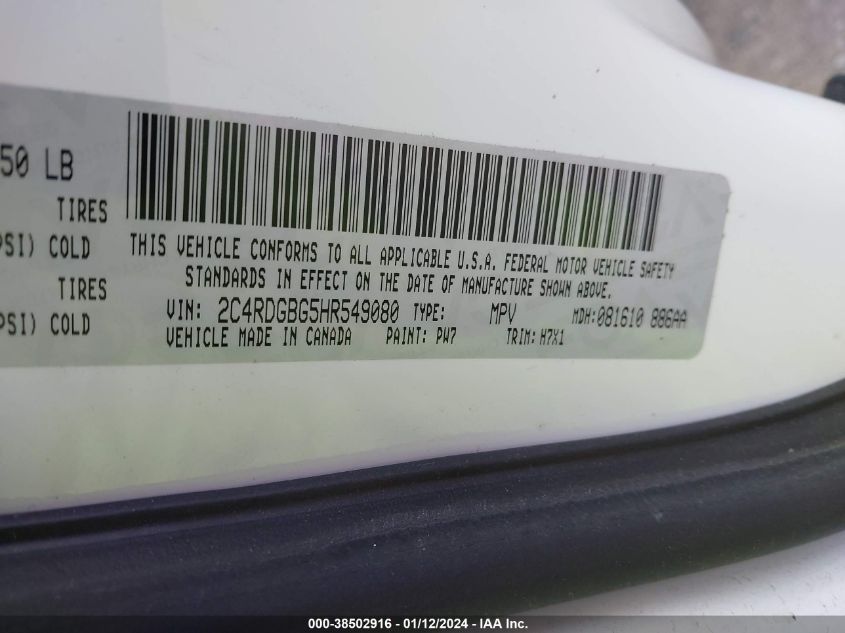 50 LB
TIRES
PSI) COLD
TIRES
PSI) COLD
THIS VEHICLE CONFORMS TO ALL APPLICABLE U.S.A. FEDERAL MOTOR VEHICLE SAFETY
STANDARDS IN EFFECT ON THE DATE OF MANUFACTURE SHOWN ABOVE.
VIN: 2C4RDGBG5HR549080 TYPE: MPV MDH:081610 886AA
VEHICLE MADE IN CANADA PAINT: PW7 TRIM: H7X1
000-38502916 - 01/12/2024 - IAA Inc.